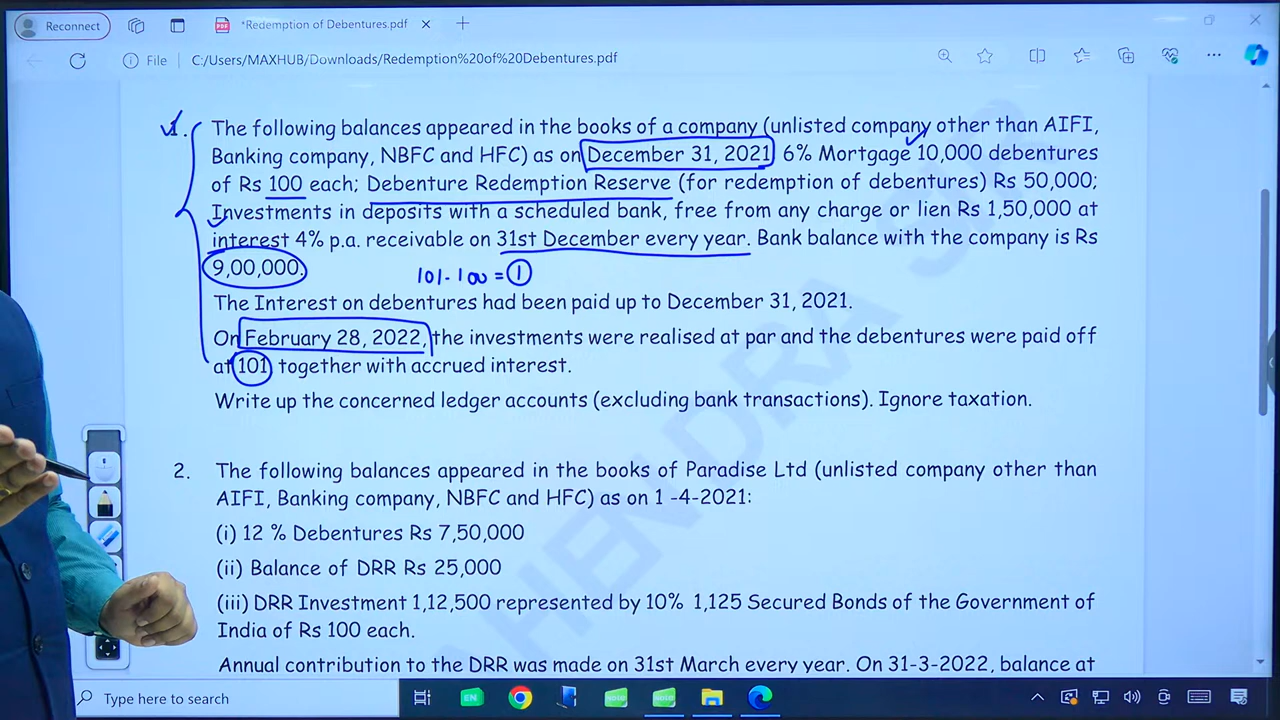 Reconnect
*Redemption of Debentures.pdf
File
C:/Users/MAXHUB/Downloads/Redemption%20of%20Debentures.pdf
1. The following balances appeared in the books of a company (unlisted company other than AIFI,
Banking company, NBFC and HFC) as on December 31, 2021 6% Mortgage 10,000 debentures
of Rs 100 each; Debenture Redemption Reserve (for redemption of debentures) Rs 50,000;
Investments in deposits with a scheduled bank, free from any charge or lien Rs 1,50,000 at
interest 4% p.a. receivable on 31st December every year. Bank balance with the company is Rs
9,00,000.
101-100 = 1
The Interest on debentures had been paid up to December 31, 2021.
On February 28, 2022, the investments were realised at par and the debentures were paid off
at 101 together with accrued interest.
Write up the concerned ledger accounts (excluding bank transactions). Ignore taxation.
2. The following balances appeared in the books of Paradise Ltd (unlisted company other than
AIFI, Banking company, NBFC and HFC) as on 1 -4-2021:
(i) 12 % Debentures Rs 7,50,000
(ii) Balance of DRR Rs 25,000
(iii) DRR Investment 1,12,500 represented by 10% 1,125 Secured Bonds of the Government of
India of Rs 100 each.
Annual contribution to the DRR was made on 31st March every year. On 31-3-2022, balance at
Type here to search
EN